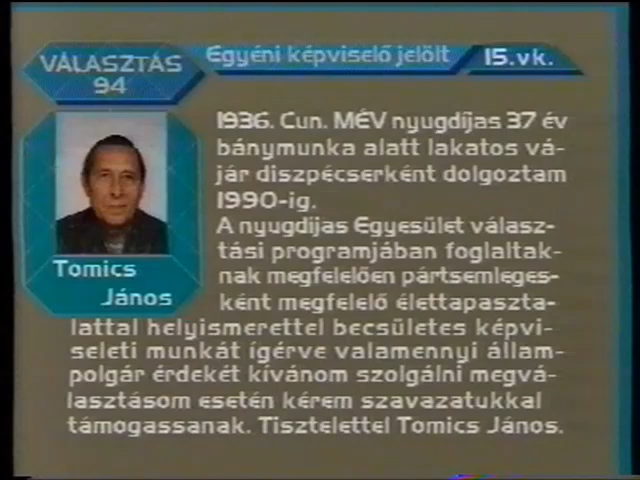 VÁLASZTÁS
94
Egyéni képviselő jelölt
15.vk.
Tomics
János
1936. Cun. MÉV nyugdíjas 37 év
bánymunka alatt lakatos vá-
jár diszpécserként dolgoztam
1990-ig.
A nyugdijas Egyesület válasz-
tási programjában foglaltak-
nak megfelelően pártsemleges-
ként megfelelő élettapaszta-
lattal helyismerettel becsületes képvi-
seleti munkát ígérve valamennyi állam-
polgár érdekét kívánom szolgálni megvá-
lasztásom esetén kérem szavazatukkal
támogassanak. Tisztelettel Tomics János.